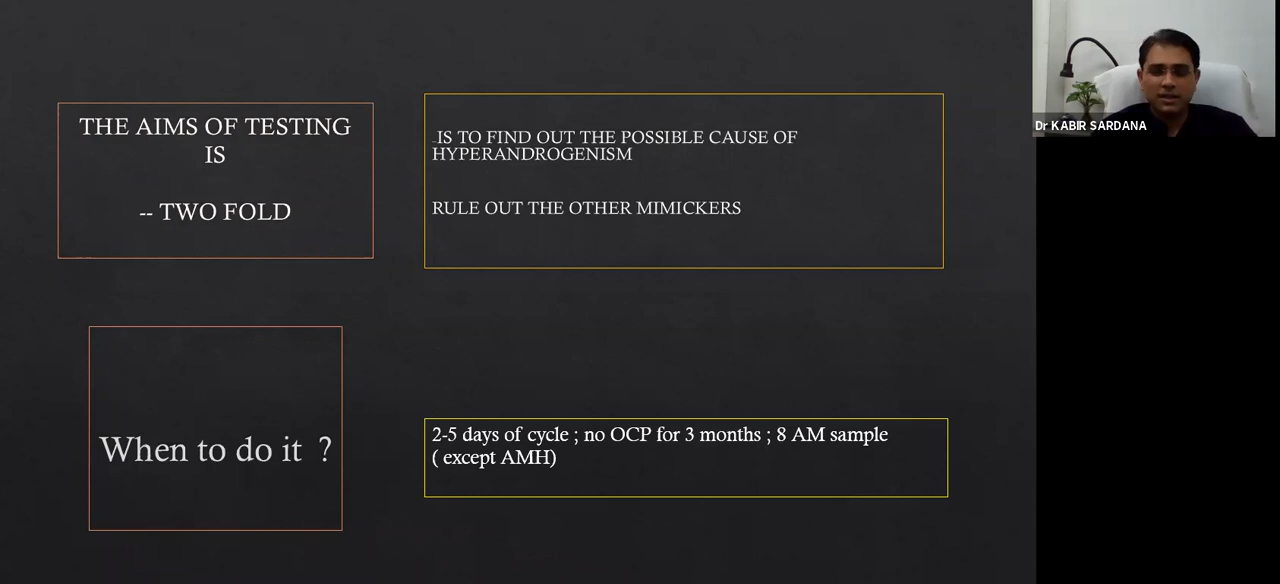 THE AIMS OF TESTING
IS
-- TWO FOLD
IS TO FIND OUT THE POSSIBLE CAUSE OF
HYPERANDROGENISM
RULE OUT THE OTHER MIMICKERS
When to do it ?
2-5 days of cycle ; no OCP for 3 months ; 8 AM sample
( except AMH)
Dr KABIR SARDANA